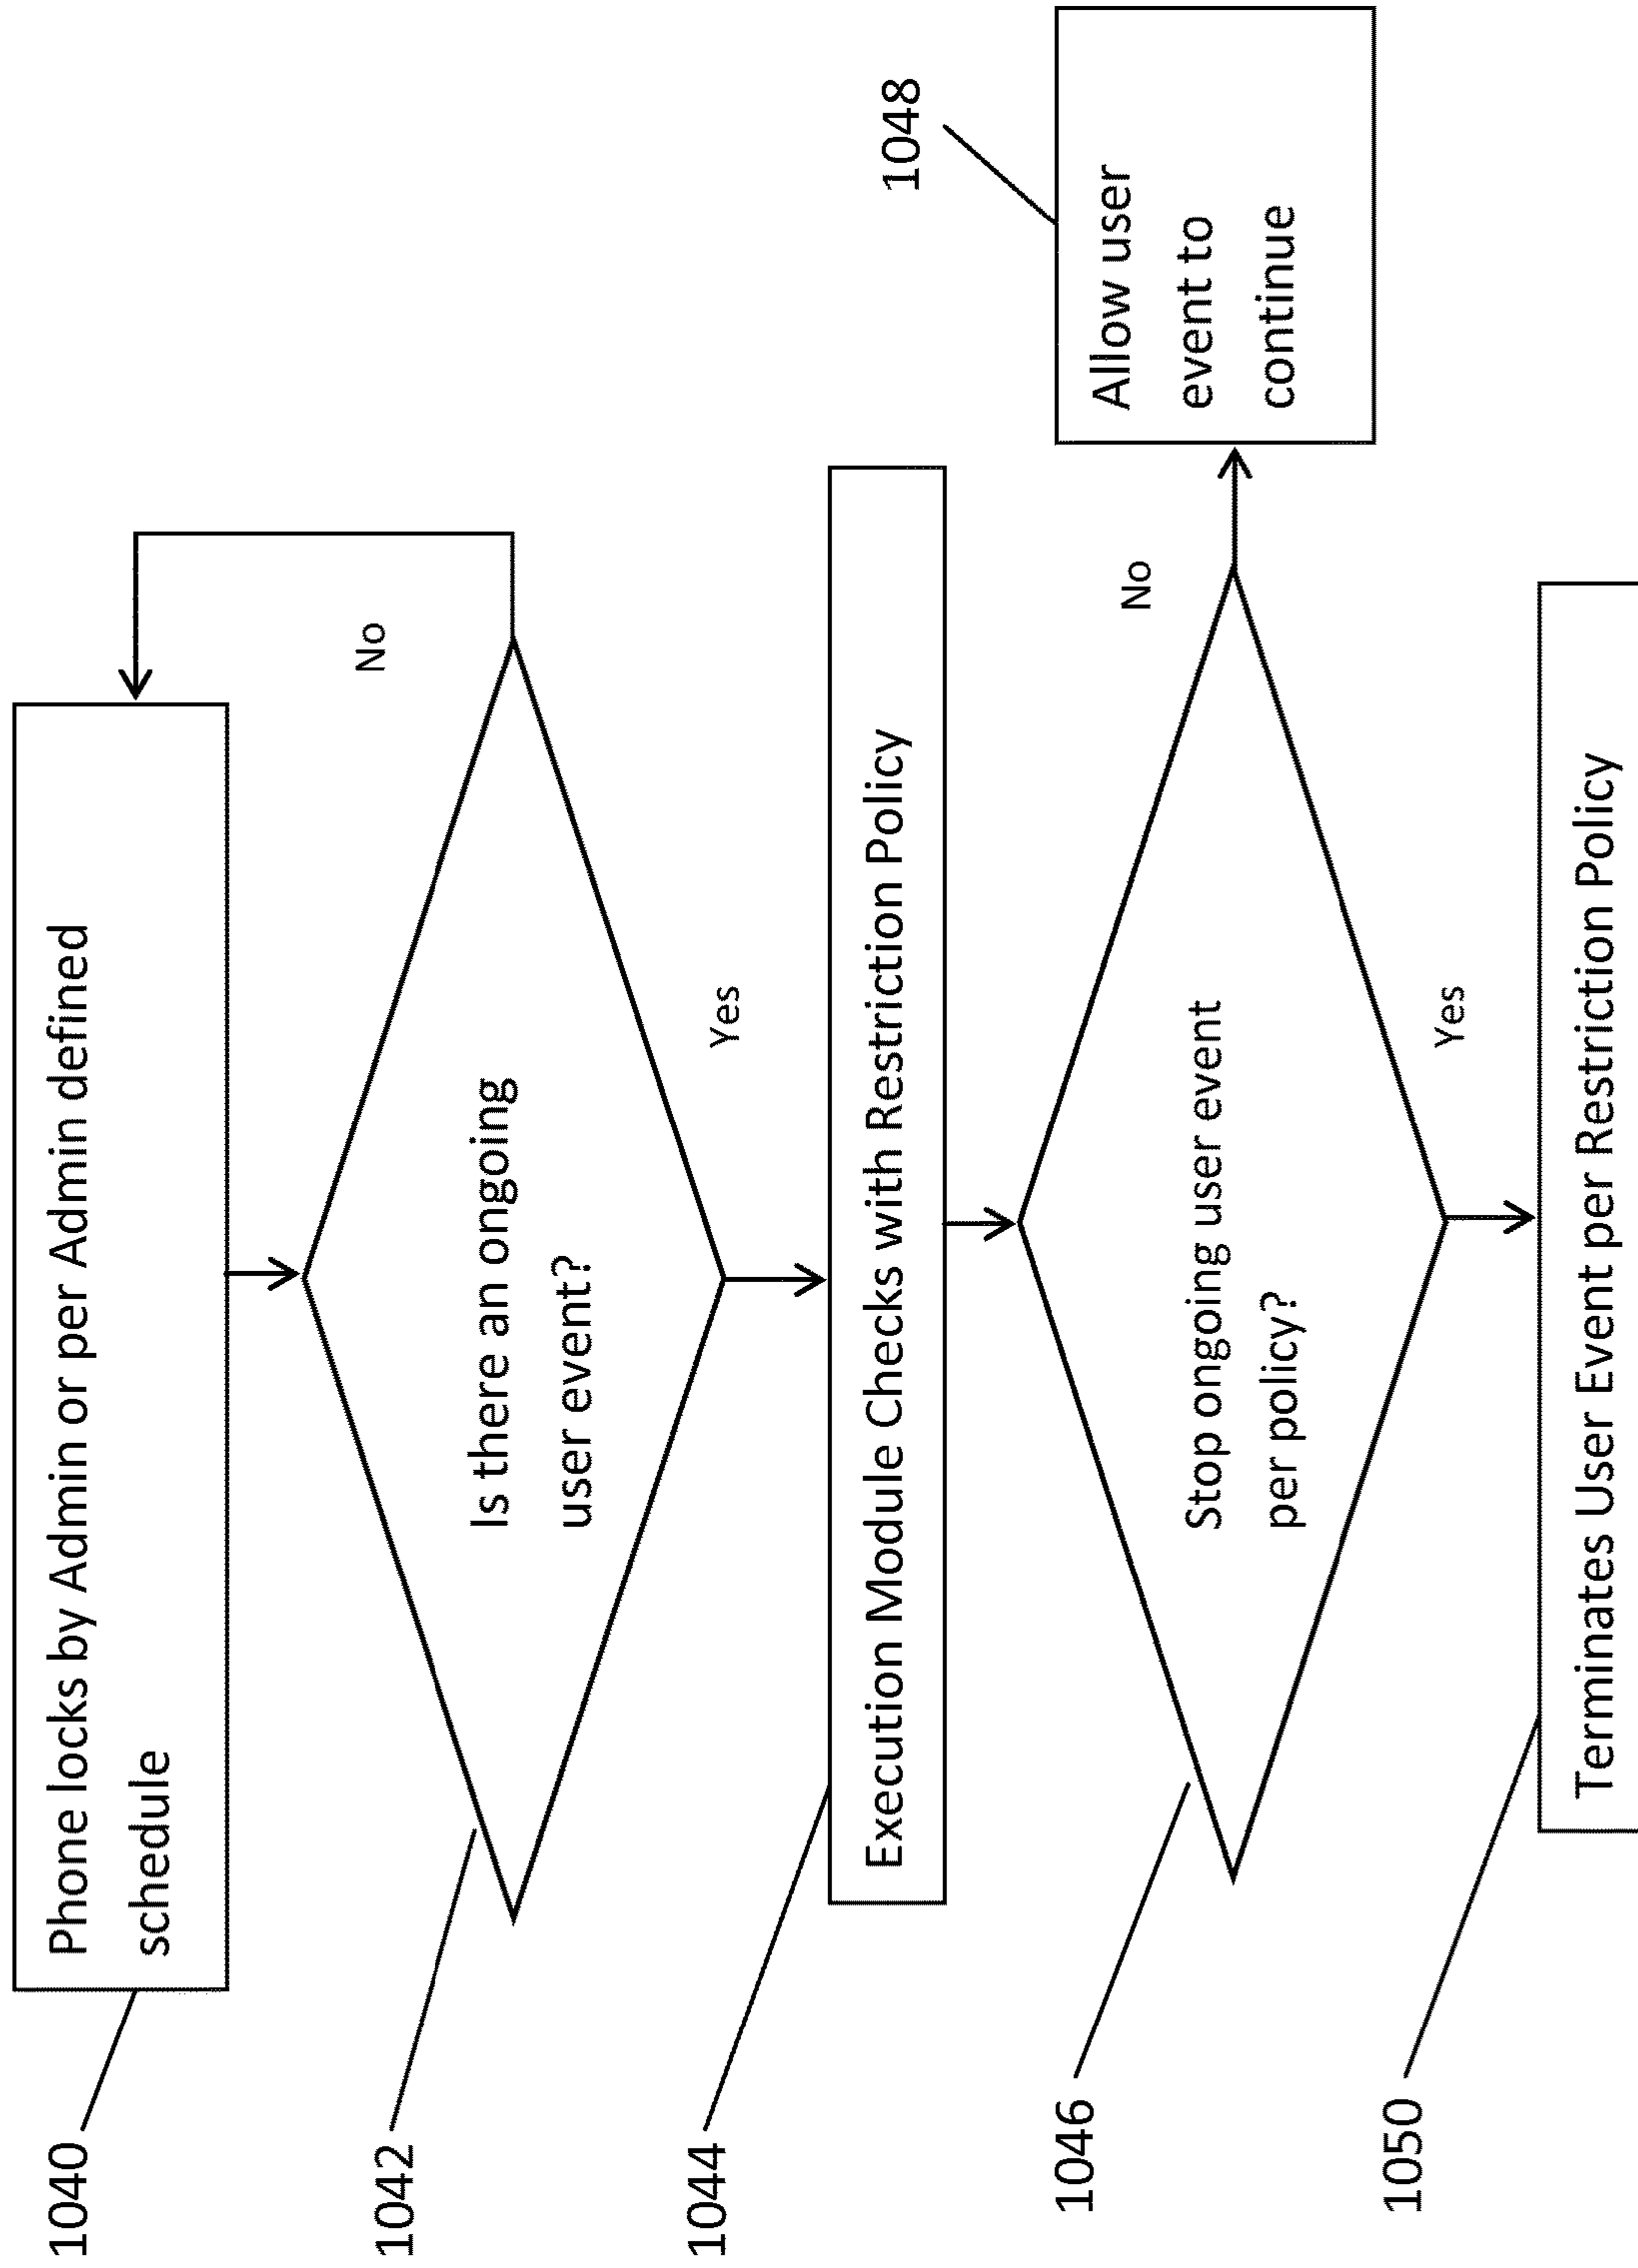 1040
Phone locks by Admin or per Admin defined
schedule
1042
Is there an ongoing
user event?
No
Yes
1044
Execution Module Checks with Restriction Policy
1046
Stop ongoing user event
per policy?
No
1048
Allow user
event to
continue
Yes
1050
Terminates User Event per Restriction Policy